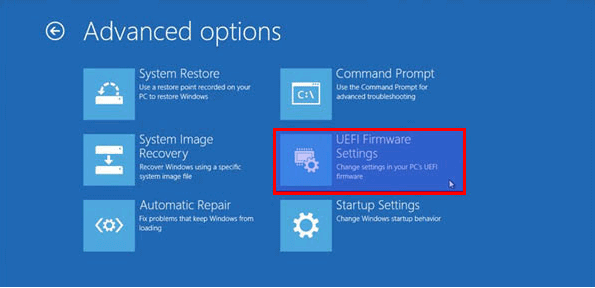 Advanced options
System Restore
Use a restore point recorded on your
PC to restore Windows
Command Prompt
Use the Command Prompt for
advanced troubleshooting
C:\
System Image
Recovery
Recover Windows using a specific
system image file
UEFI Firmware
Settings
Change settings in your PC's UEFI
firmware
Automatic Repair
Fix problems that keep Windows from
loading
Startup Settings
Change Windows startup behavior